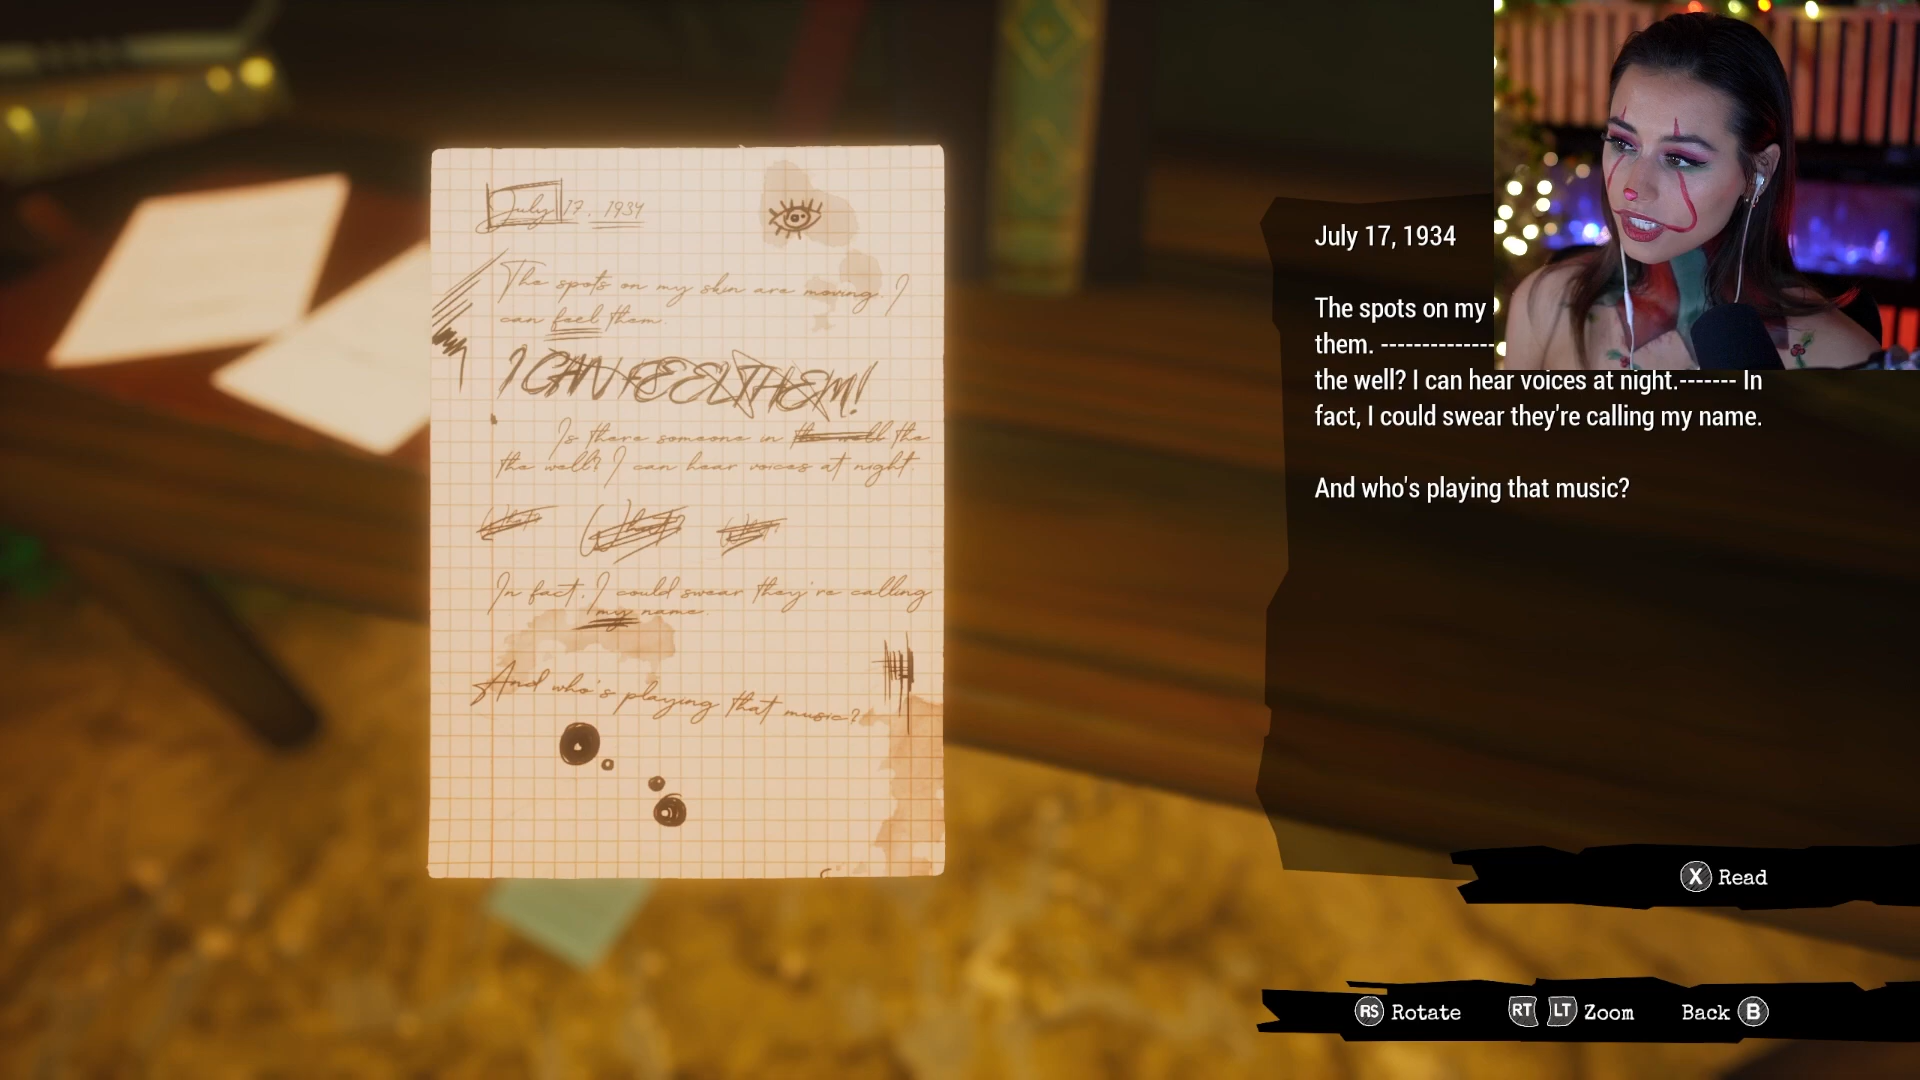 July 17, 1934
The spots on my skin are moving. I
can feel them.
I CAN FEEL THEM!
Is there someone in the well the
the well? I can hear voices at night.
What? What? What?
In fact, I could swear they're calling
my name.
And who's playing that music?
July 17, 1934
The spots on my
them. --------------
the well? I can hear voices at night.------- In
fact, I could swear they're calling my name.
And who's playing that music?
X Read
RS Rotate RT LT Zoom Back B